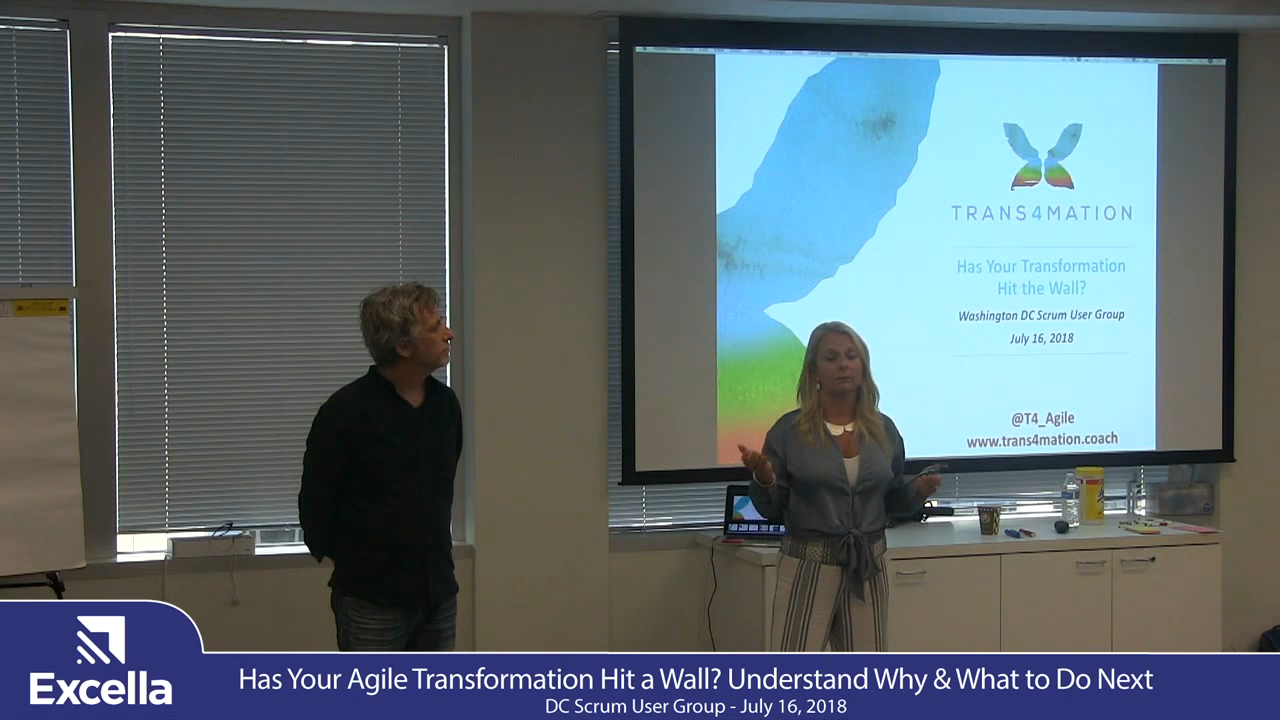 TRANS4MATION
Has Your Transformation
Hit the Wall?
Washington DC Scrum User Group
July 16, 2018
@T4_Agile
www.trans4mation.coach
Excella
Has Your Agile Transformation Hit a Wall? Understand Why & What to Do Next
DC Scrum User Group - July 16, 2018